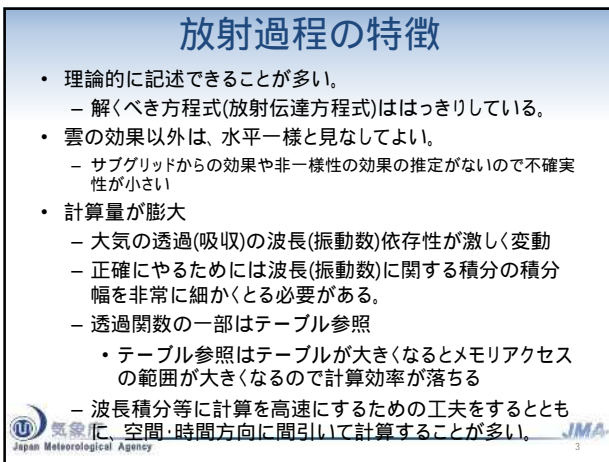 放射過程の特徴
• 理論的に記述できることが多い。
– 解くべき方程式(放射伝達方程式)ははっきりしている。
• 雲の効果以外は、水平一様と見なしてよい。
– サブグリッドからの効果や非一様性の効果の推定がないので不確実
性が小さい
• 計算量が膨大
– 大気の透過(吸収)の波長(振動数)依存性が激しく変動
– 正確にやるためには波長(振動数)に関する積分の積分
幅を非常に細かくとる必要がある。
– 透過関数の一部はテーブル参照
• テーブル参照はテーブルが大きくなるとメモリアクセス
の範囲が大きくなるので計算効率が落ちる
– 波長積分等に計算を高速にするための工夫をするととも
に、空間・時間方向に間引いて計算することが多い。
気象庁
Japan Meteorological Agency
JMA
3